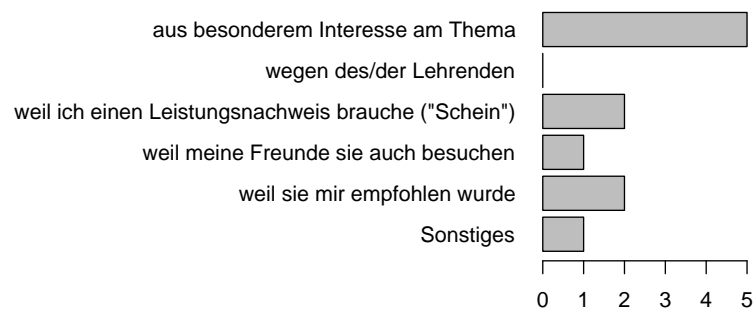 aus besonderem Interesse am Thema
wegen des/der Lehrenden
weil ich einen Leistungsnachweis brauche ("Schein")
weil meine Freunde sie auch besuchen
weil sie mir empfohlen wurde
Sonstiges
0 1 2 3 4 5